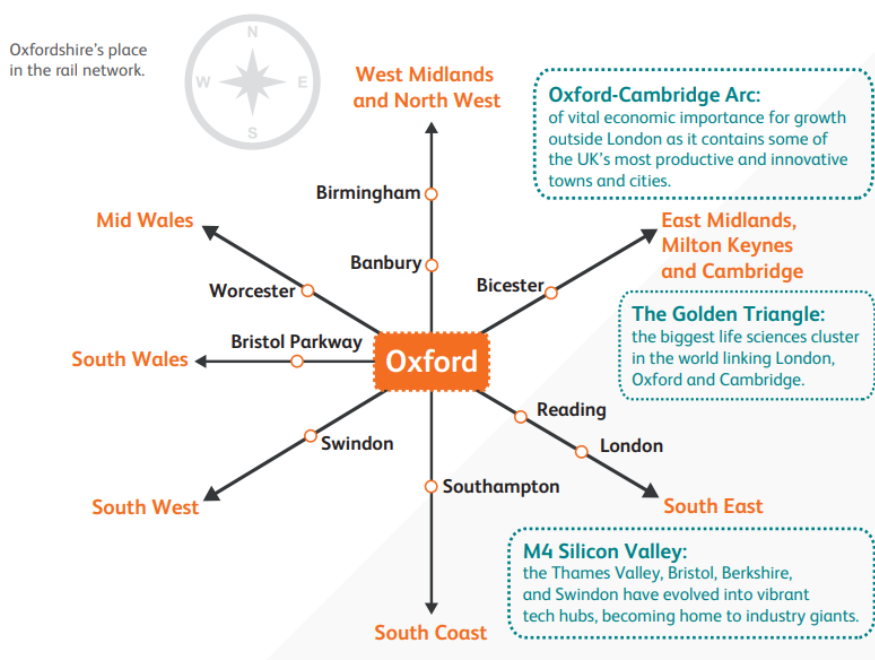 Oxfordshire's place
in the rail network.
N
W
E
S
West Midlands
and North West
Oxford-Cambridge Arc:
of vital economic importance for growth
outside London as it contains some of
the UK's most productive and innovative
towns and cities.
Birmingham
Mid Wales
East Midlands,
Milton Keynes
and Cambridge
Banbury
Bicester
Worcester
The Golden Triangle:
the biggest life sciences cluster
in the world linking London,
Oxford and Cambridge.
Bristol Parkway
South Wales
Oxford
Reading
Swindon
London
Southampton
South West
South East
M4 Silicon Valley:
the Thames Valley, Bristol, Berkshire,
and Swindon have evolved into vibrant
tech hubs, becoming home to industry giants.
South Coast